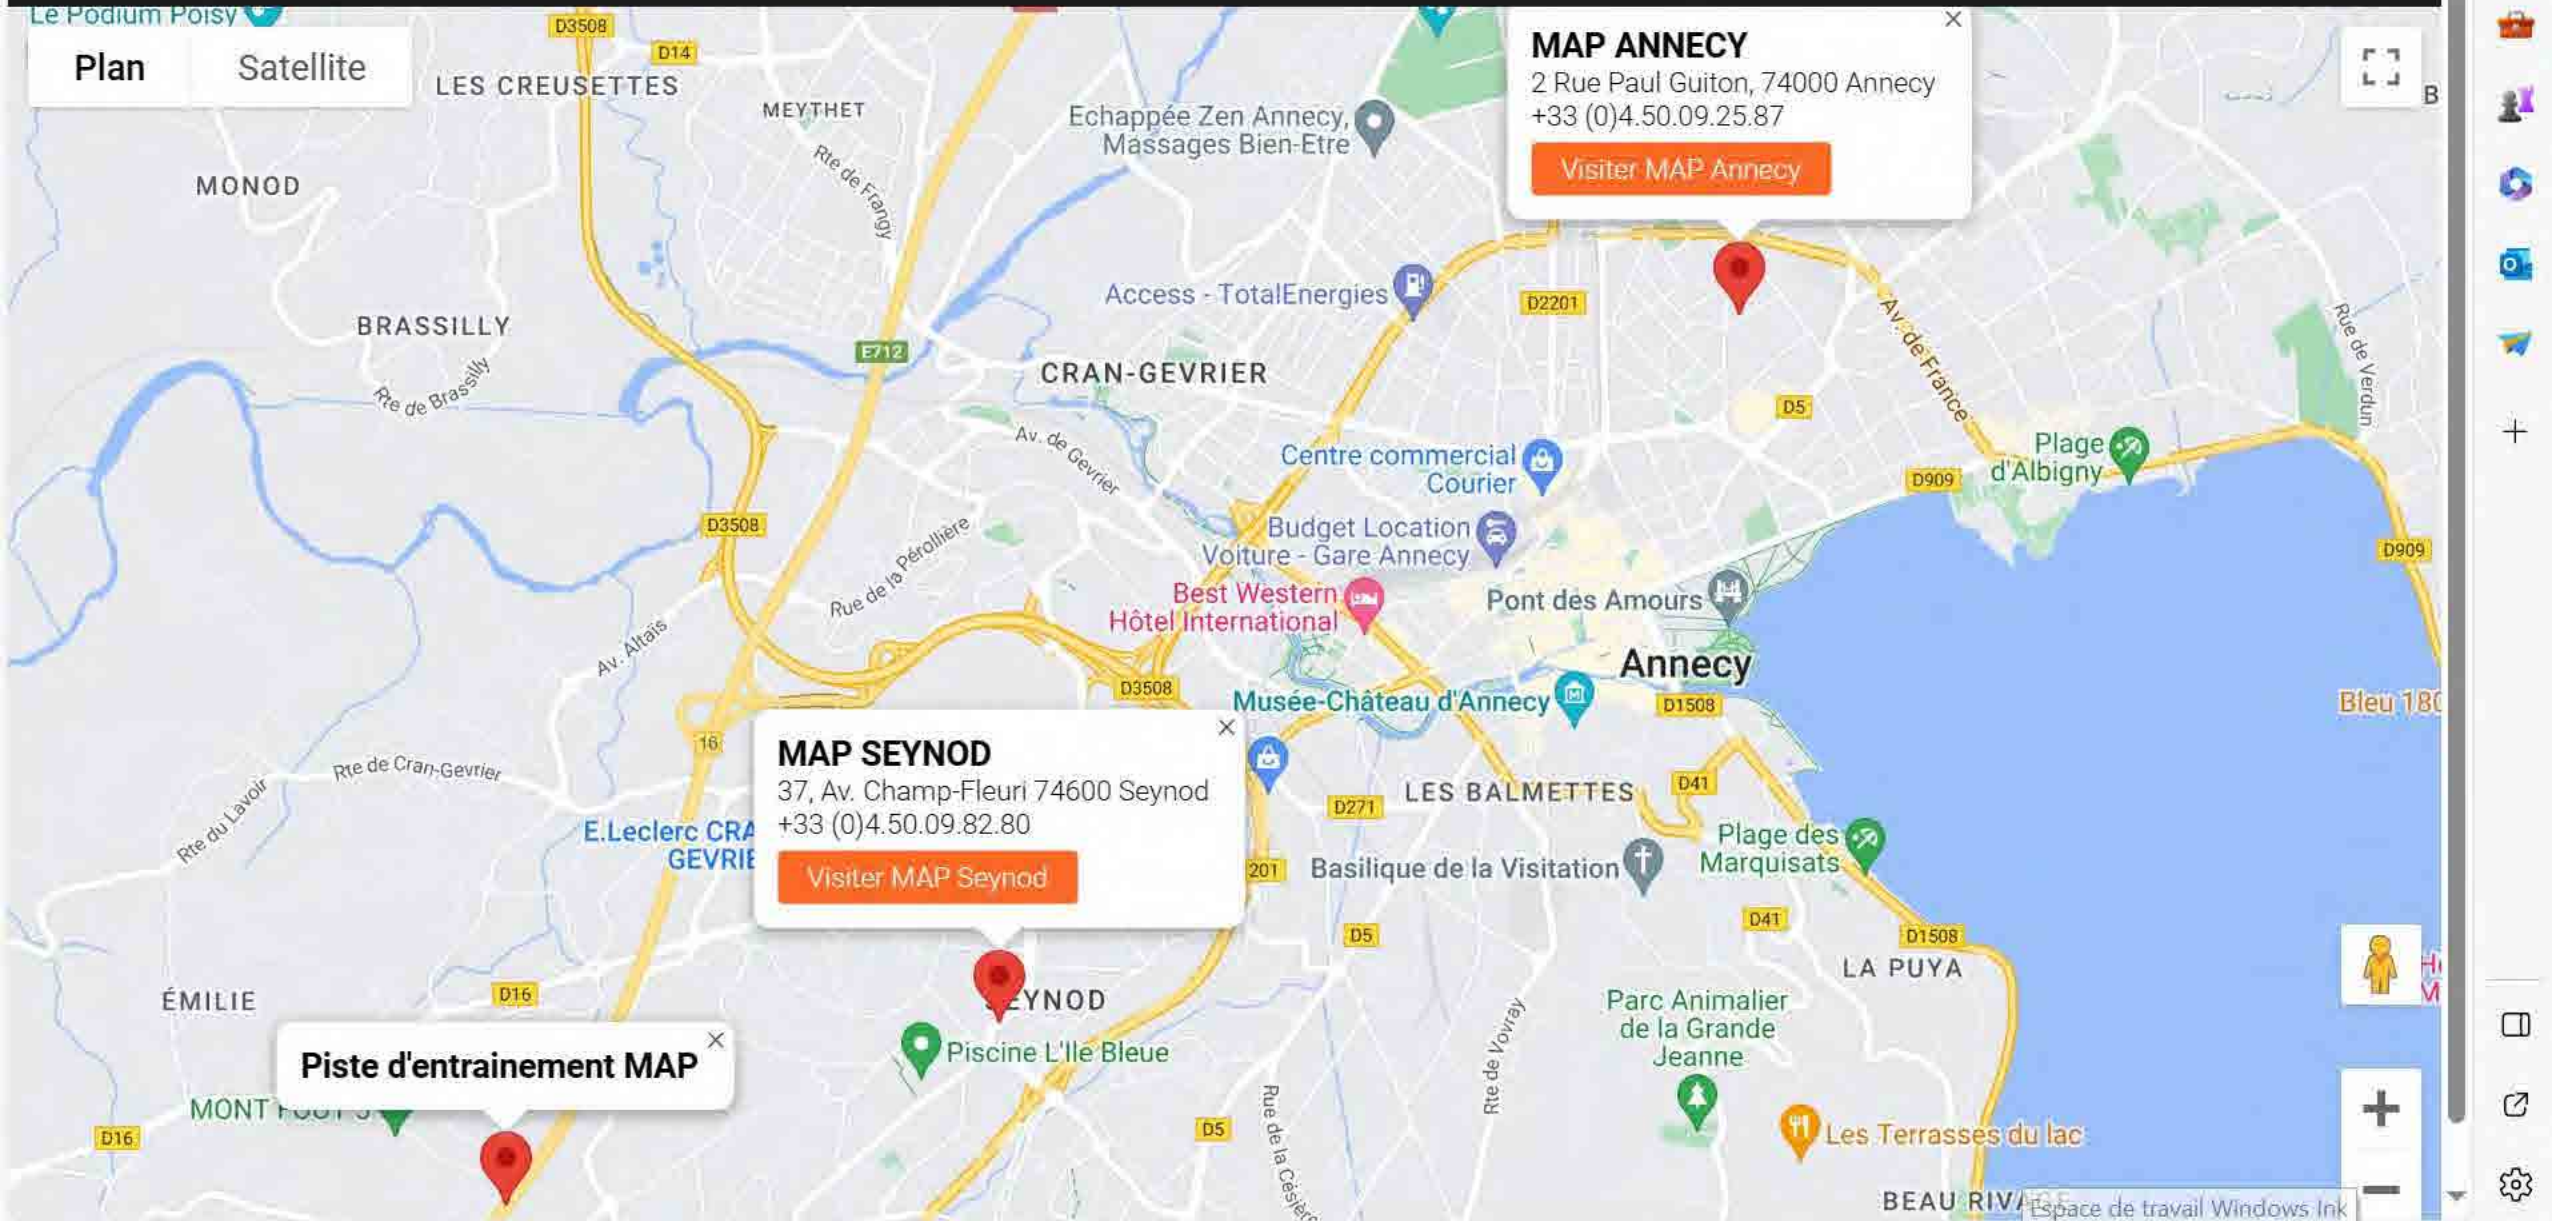 Le Podium Poisy
D3508
D14
Plan
Satellite
LES CREUSETTES
MEYTHET
MONOD
Rte de Frangy
Echappée Zen Annecy,
Massages Bien-Etre
MAP ANNECY
2 Rue Paul Guiton, 74000 Annecy
+33 (0)4.50.09.25.87
Visiter MAP Annecy
B
Access - TotalEnergies
D2201
BRASSILLY
Rte de Brassilly
E712
CRAN-GEVRIER
Av. de France
Rue de Verdun
D5
Av. de Gevrier
Centre commercial
Courier
Plage
d'Albigny
D909
D3508
Budget Location
Voiture - Gare Annecy
D909
Rue de la Pérollière
Best Western
Hôtel International
Pont des Amours
Av. Altaïs
Annecy
D3508
Musée-Château d'Annecy
D1508
Bleu 180
16
MAP SEYNOD
37, Av. Champ-Fleuri 74600 Seynod
+33 (0)4.50.09.82.80
Visiter MAP Seynod
Rte de Cran-Gevrier
Rte du Lavoir
E.Leclerc CRA
GEVRIE
D271
LES BALMETTES
D41
201
Basilique de la Visitation
Plage des
Marquisats
D41
D5
D1508
LA PUYA
ÉMILIE
D16
EYNOD
Parc Animalier
de la Grande
Jeanne
Rte de Vovray
Piscine L'Ile Bleue
Piste d'entrainement MAP
MONT
D16
D5
Rue de la Césière
Les Terrasses du lac
BEAU RIVA
Espace de travail Windows Ink